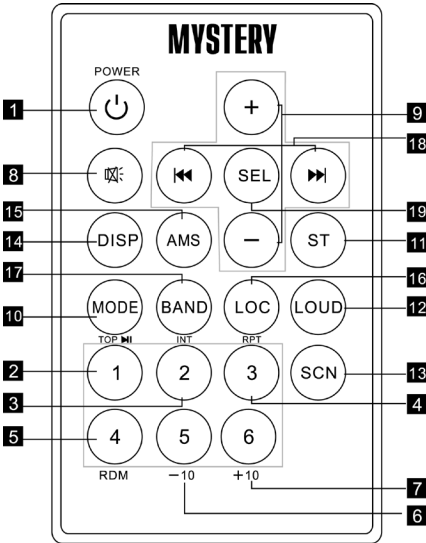 MYSTERY
POWER
1
+
9
18
8
SEL
15
19
14
DISP
AMS
−
ST
11
17
16
10
MODE
BAND
LOC
LOUD
12
TOP
INT
RPT
2
1
2
3
SCN
13
3
4
5
4
5
6
RDM
−10
+10
7
6